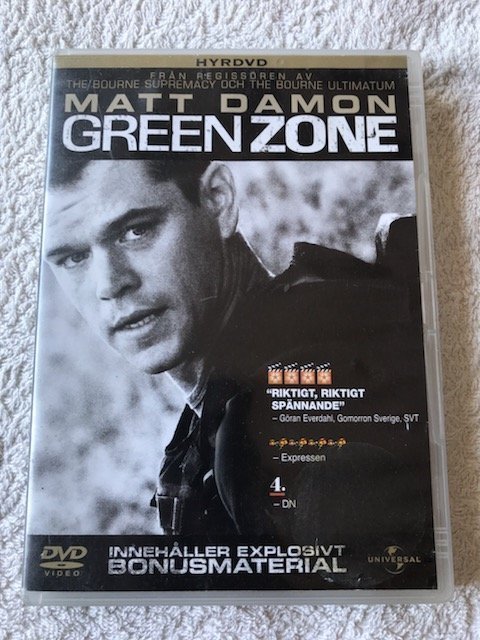 HYRDVD
FRÅN REGISSÖREN AV
THE BOURNE SUPREMACY OCH THE BOURNE ULTIMATUM
MATT DAMON
GREEN ZONE
"RIKTIGT, RIKTIGT
SPÄNNANDE"
– Göran Everdahl, Gomorron Sverige, SVT
– Expressen
4.
– DN
DVD
VIDEO
INNEHÅLLER EXPLOSIVT
BONUSMATERIAL
UNIVERSAL